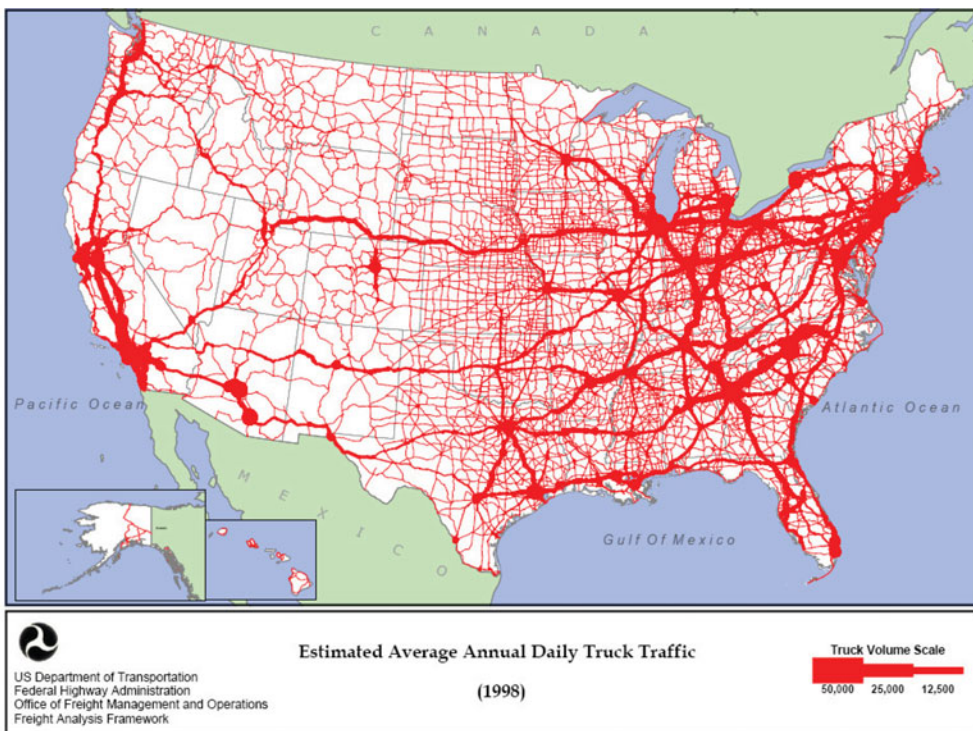 C A N A D A
Pacific Ocean
Atlantic Ocean
M E X I C O
Gulf Of Mexico
US Department of Transportation
Federal Highway Administration
Office of Freight Management and Operations
Freight Analysis Framework
Estimated Average Annual Daily Truck Traffic
(1998)
Truck Volume Scale
50,000 25,000 12,500